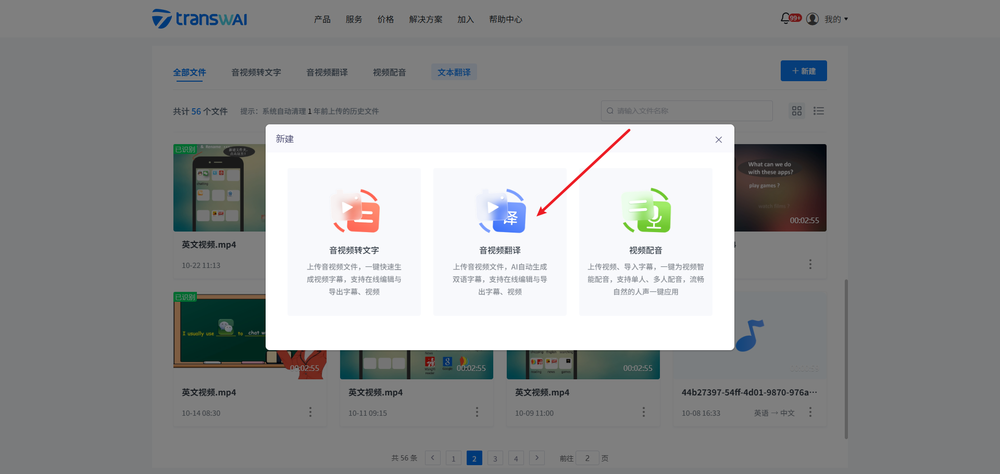 transwAI
产品
服务
价格
解决方案
加入
帮助中心
99+
我的
全部文件
音视频转文字
音视频翻译
视频配音
文本翻译
新建
共计 56 个文件
提示：系统自动清理 1 年前上传的历史文件
请输入文件名称
新建
音视频转文字
上传音视频文件，一键快速生
成视频字幕，支持在线编辑与
导出字幕、视频
译
音视频翻译
上传音视频文件，AI自动生成
双语字幕，支持在线编辑与导
出字幕、视频
视频配音
上传视频、导入字幕，一键为视频智
能配音，支持单人、多人配音，流畅
自然的人声一键应用
已识别
& Rename
新建文件夹，
点击这里！
chatting
英文视频.mp4
10-22 11:13
What can we do
with these apps?
play games ?
watch films ?
00:02:55
4
已识别
I usually use
to
chat w
00:02:55
英文视频.mp4
10-14 08:30
News
WangYi
reader
Google
00:02:55
英文视频.mp4
10-11 09:15
shopping
English
searching
reading
news
games
00:02:55
英文视频.mp4
10-09 11:00
44b27397-54ff-4d01-9870-976a···
10-08 16:33
英语 → 中文
共 56 条
1
2
3
4
前往
2
页